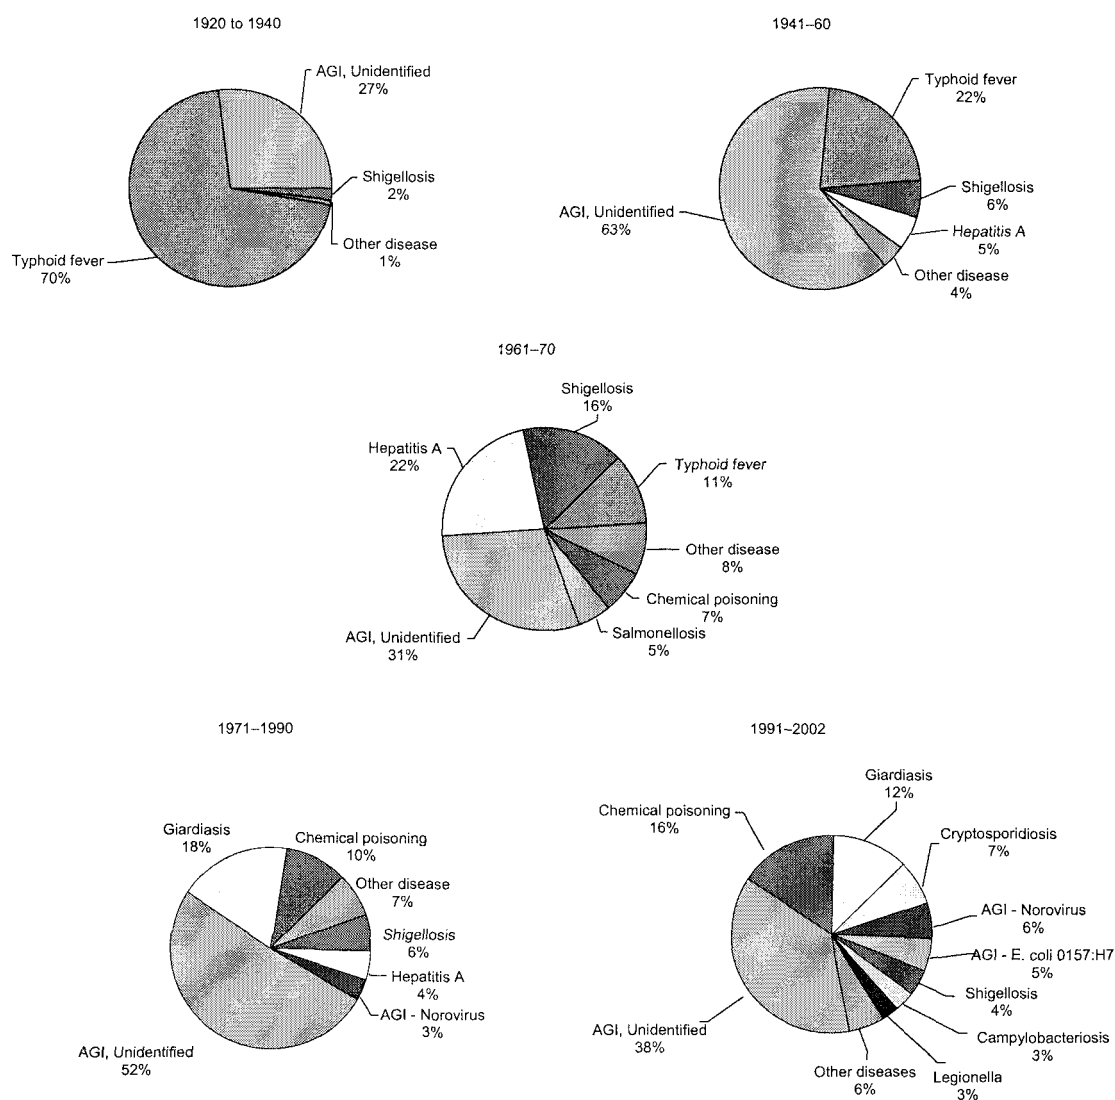 1920 to 1940
AGI, Unidentified
27%
Shigellosis
2%
Other disease
1%
Typhoid fever
70%
1941–60
Typhoid fever
22%
Shigellosis
6%
Hepatitis A
5%
Other disease
4%
AGI, Unidentified
63%
1961–70
Shigellosis
16%
Typhoid fever
11%
Other disease
8%
Chemical poisoning
7%
Salmonellosis
5%
AGI, Unidentified
31%
Hepatitis A
22%
1971–1990
Giardiasis
18%
Chemical poisoning
10%
Other disease
7%
Shigellosis
6%
Hepatitis A
4%
AGI - Norovirus
3%
AGI, Unidentified
52%
1991–2002
Giardiasis
12%
Chemical poisoning
16%
Cryptosporidiosis
7%
AGI - Norovirus
6%
AGI - E. coli 0157:H7
5%
Shigellosis
4%
Campylobacteriosis
3%
Legionella
3%
Other diseases
6%
AGI, Unidentified
38%